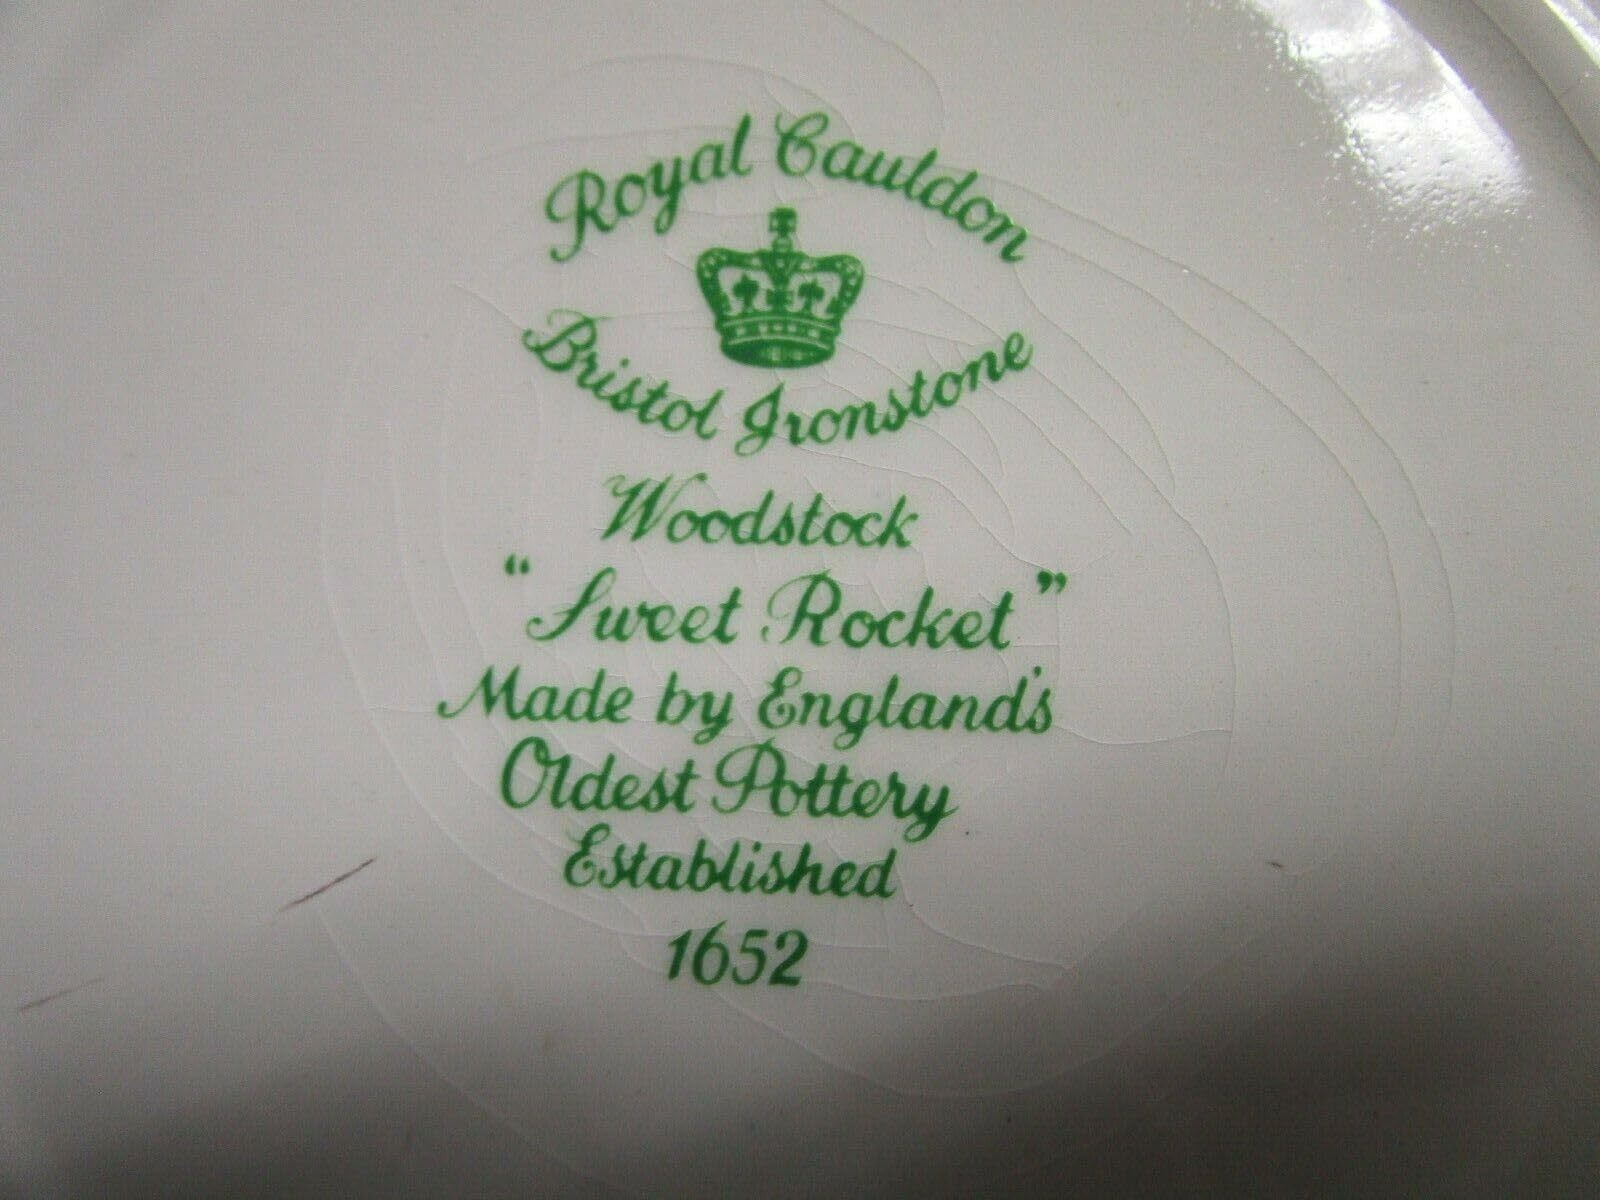 Royal Cauldon
Bristol Ironstone
Woodstock
“Sweet Rocket”
Made by England's
Oldest Pottery
Established
1652